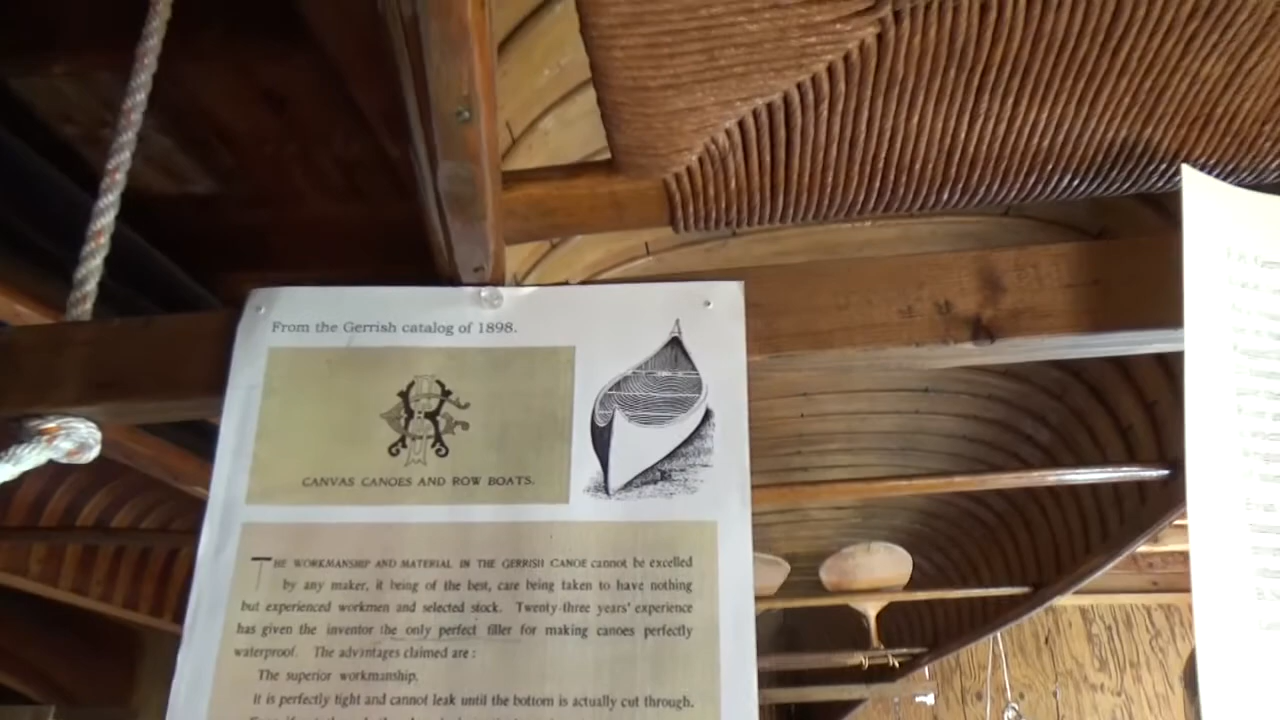 From the Gerrish catalog of 1898.
CANVAS CANOES AND ROW BOATS.
THE WORKMANSHIP AND MATERIAL IN THE GERRISH CANOE cannot be excelled
by any maker, it being of the best, care being taken to have nothing
but experienced workmen and selected stock. Twenty-three years' experience
has given the inventor the only perfect filler for making canoes perfectly
waterproof. The advantages claimed are :
The superior workmanship.
It is perfectly tight and cannot leak until the bottom is actually cut through.